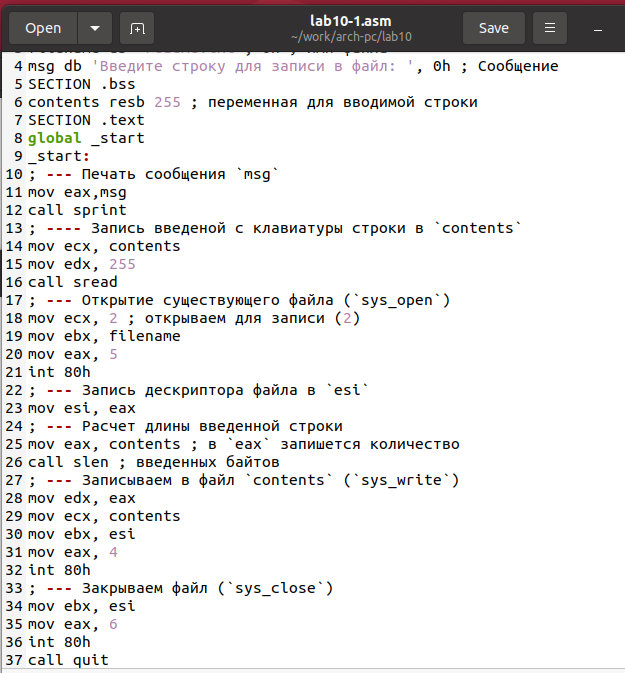 Open
lab10-1.asm
~/work/arch-pc/lab10
Save
4 msg db 'Введите строку для записи в файл: ', 0h ; Сообщение
5 SECTION .bss
6 contents resb 255 ; переменная для вводимой строки
7 SECTION .text
8 global _start
9 _start:
10 ; --- Печать сообщения `msg`
11 mov eax,msg
12 call sprint
13 ; ---- Запись введеной с клавиатуры строки в `contents`
14 mov ecx, contents
15 mov edx, 255
16 call sread
17 ; --- Открытие существующего файла (`sys_open`)
18 mov ecx, 2 ; открываем для записи (2)
19 mov ebx, filename
20 mov eax, 5
21 int 80h
22 ; --- Запись дескриптора файла в `esi`
23 mov esi, eax
24 ; --- Расчет длины введенной строки
25 mov eax, contents ; в `eax` запишется количество
26 call slen ; введенных байтов
27 ; --- Записываем в файл `contents` (`sys_write`)
28 mov edx, eax
29 mov ecx, contents
30 mov ebx, esi
31 mov eax, 4
32 int 80h
33 ; --- Закрываем файл (`sys_close`)
34 mov ebx, esi
35 mov eax, 6
36 int 80h
37 call quit